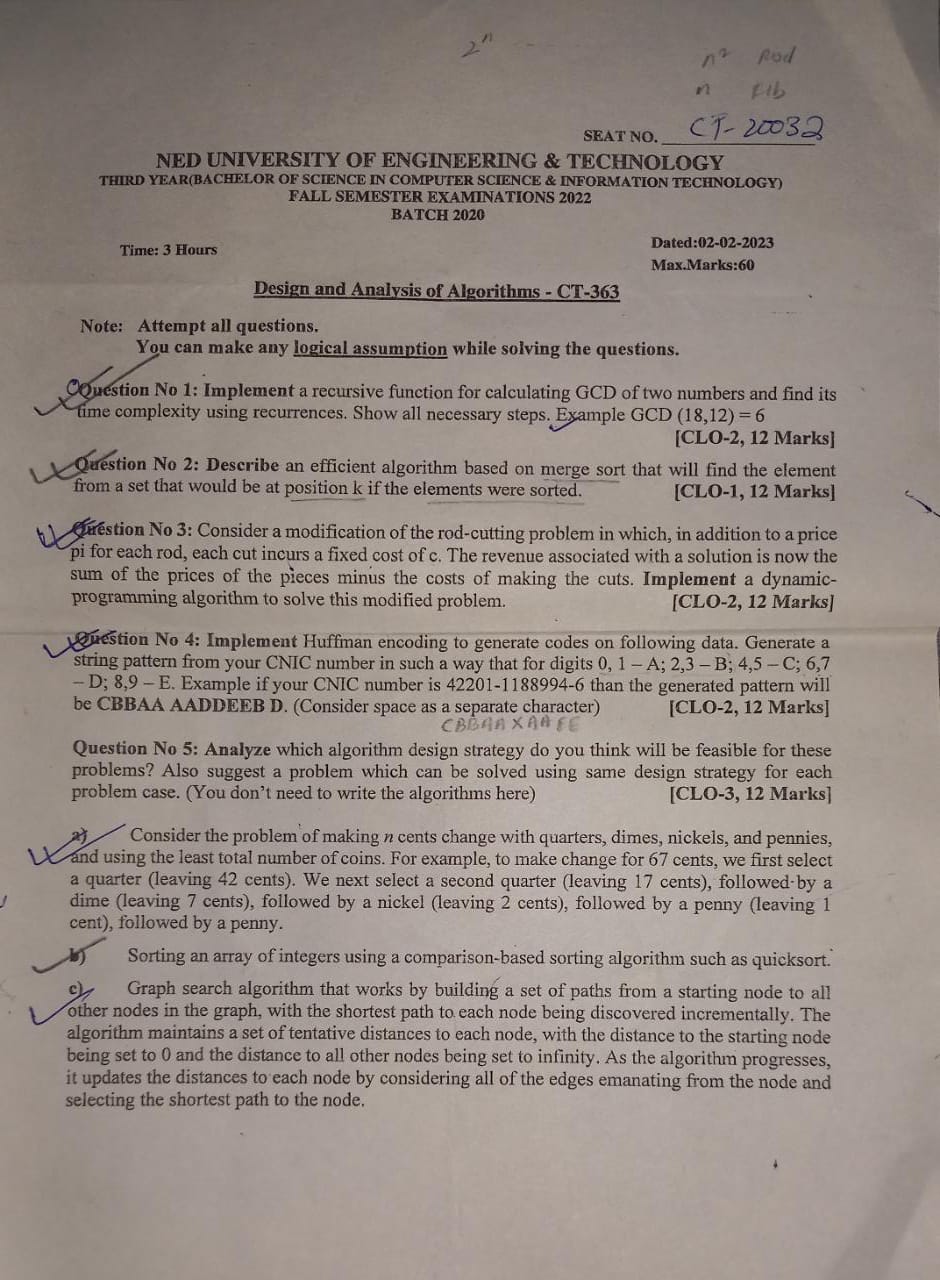 2ⁿ
n² Rod
n Fib
SEAT NO. CT-20032
NED UNIVERSITY OF ENGINEERING & TECHNOLOGY
THIRD YEAR(BACHELOR OF SCIENCE IN COMPUTER SCIENCE & INFORMATION TECHNOLOGY)
FALL SEMESTER EXAMINATIONS 2022
BATCH 2020
Time: 3 Hours
Dated:02-02-2023
Max.Marks:60
Design and Analysis of Algorithms - CT-363
Note: Attempt all questions.
You can make any logical assumption while solving the questions.
Question No 1: Implement a recursive function for calculating GCD of two numbers and find its
time complexity using recurrences. Show all necessary steps. Example GCD (18,12) = 6
[CLO-2, 12 Marks]
Question No 2: Describe an efficient algorithm based on merge sort that will find the element
from a set that would be at position k if the elements were sorted. [CLO-1, 12 Marks]
Question No 3: Consider a modification of the rod-cutting problem in which, in addition to a price
pi for each rod, each cut incurs a fixed cost of c. The revenue associated with a solution is now the
sum of the prices of the pieces minus the costs of making the cuts. Implement a dynamic-
programming algorithm to solve this modified problem. [CLO-2, 12 Marks]
Question No 4: Implement Huffman encoding to generate codes on following data. Generate a
string pattern from your CNIC number in such a way that for digits 0, 1 – A; 2,3 – B; 4,5 – C; 6,7
– D; 8,9 – E. Example if your CNIC number is 42201-1188994-6 than the generated pattern will
be CBBAA AADDEEB D. (Consider space as a separate character) [CLO-2, 12 Marks]
CBBAAXAAEE
Question No 5: Analyze which algorithm design strategy do you think will be feasible for these
problems? Also suggest a problem which can be solved using same design strategy for each
problem case. (You don't need to write the algorithms here) [CLO-3, 12 Marks]
a) Consider the problem of making n cents change with quarters, dimes, nickels, and pennies,
and using the least total number of coins. For example, to make change for 67 cents, we first select
a quarter (leaving 42 cents). We next select a second quarter (leaving 17 cents), followed by a
dime (leaving 7 cents), followed by a nickel (leaving 2 cents), followed by a penny (leaving 1
cent), followed by a penny.
b) Sorting an array of integers using a comparison-based sorting algorithm such as quicksort.
c) Graph search algorithm that works by building a set of paths from a starting node to all
other nodes in the graph, with the shortest path to each node being discovered incrementally. The
algorithm maintains a set of tentative distances to each node, with the distance to the starting node
being set to 0 and the distance to all other nodes being set to infinity. As the algorithm progresses,
it updates the distances to each node by considering all of the edges emanating from the node and
selecting the shortest path to the node.